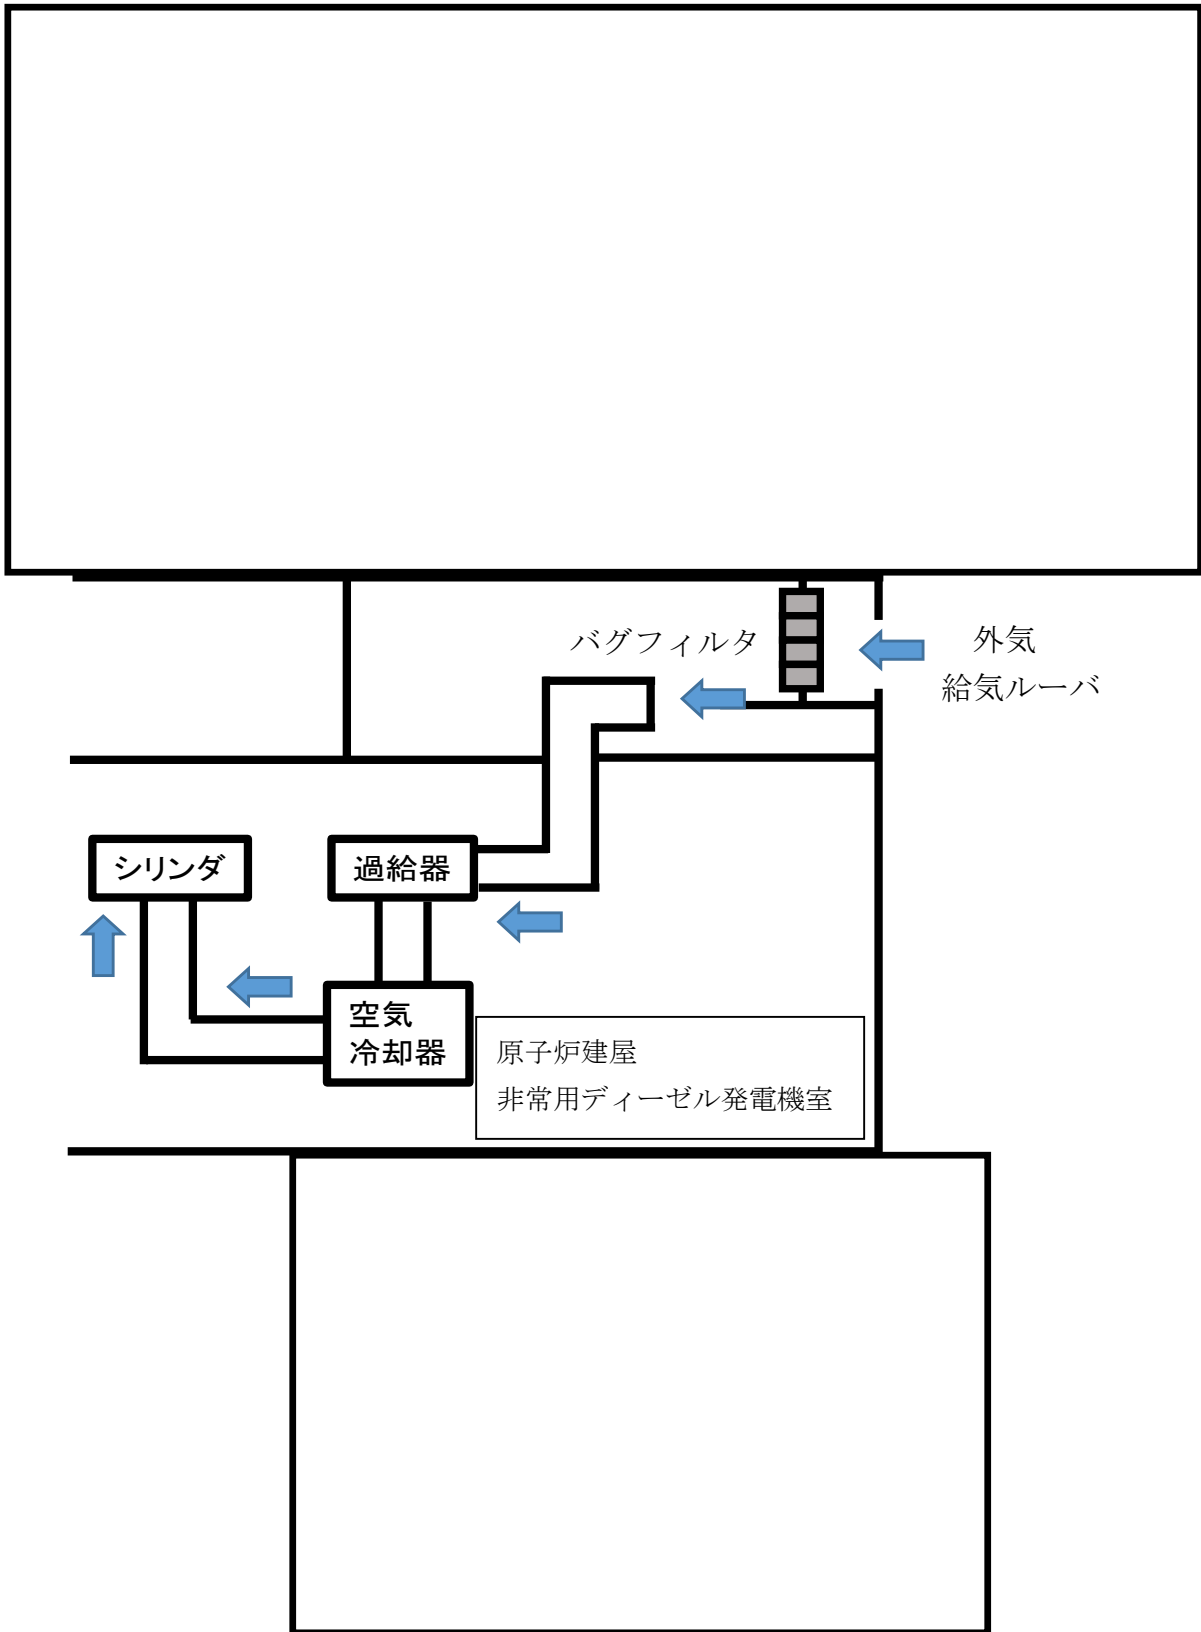 バグフィルタ
外気
給気ルーバ
シリンダ
過給器
空気
冷却器
原子炉建屋
非常用ディーゼル発電機室